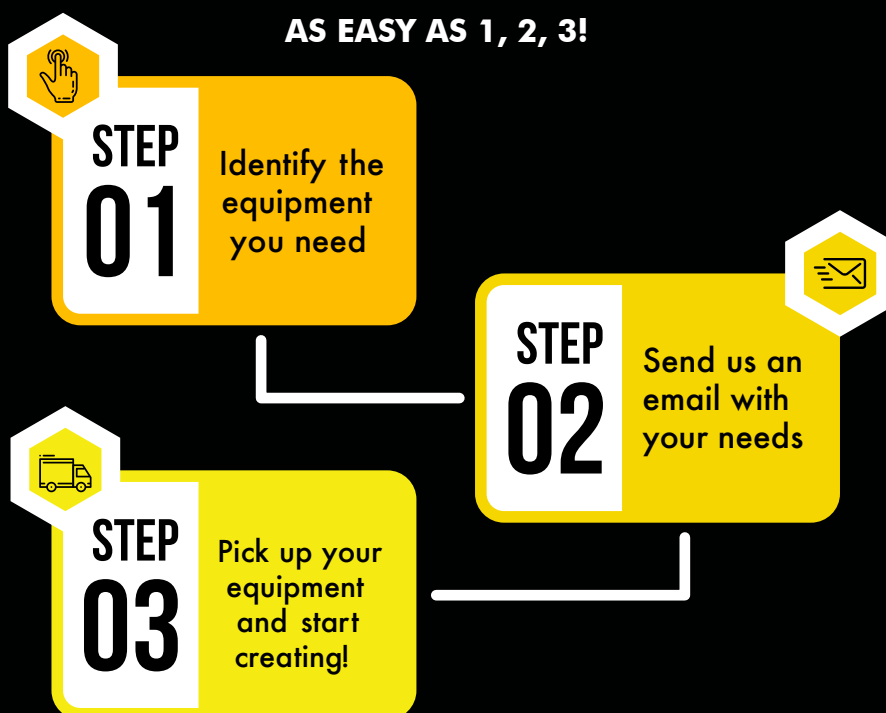 AS EASY AS 1, 2, 3!
STEP
01
Identify the
equipment
you need
STEP
02
Send us an
email with
your needs
STEP
03
Pick up your
equipment
and start
creating!